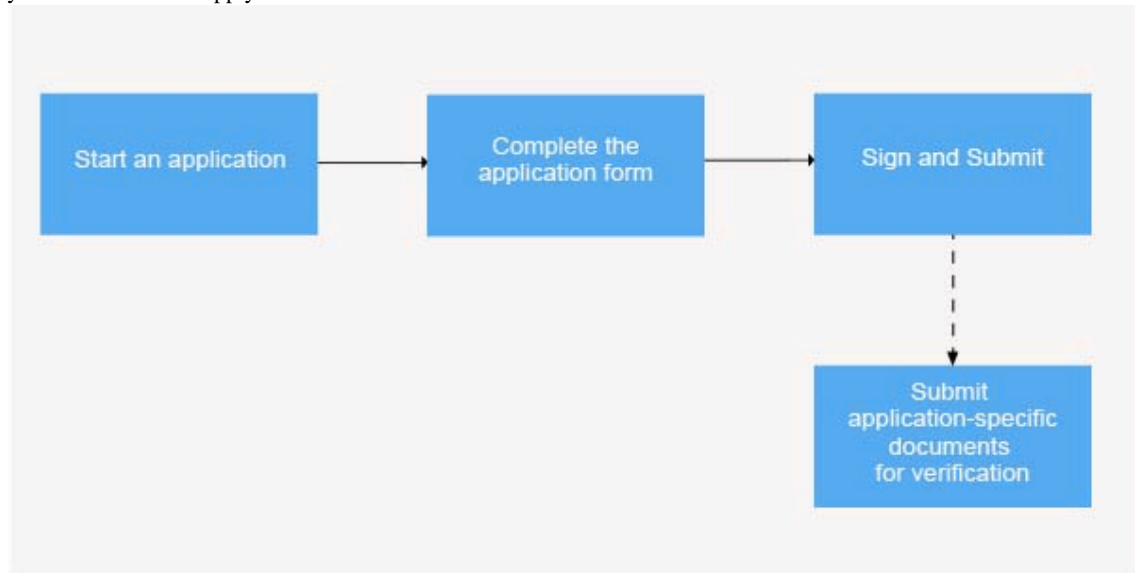 Start an application
Complete the
application form
Sign and Submit
Submit
application-specific
documents
for verification